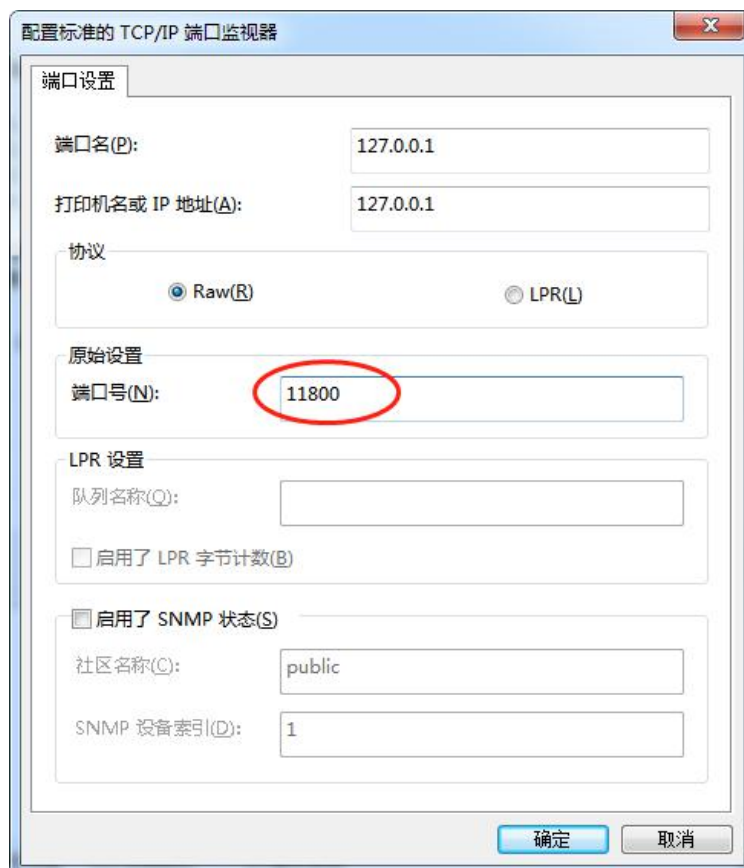 配置标准的 TCP/IP 端口监视器
端口设置
端口名(P):
127.0.0.1
打印机名或 IP 地址(A):
127.0.0.1
协议
Raw(R)
LPR(L)
原始设置
端口号(N):
11800
LPR 设置
队列名称(Q):
启用了 LPR 字节计数(B)
启用了 SNMP 状态(S)
社区名称(C):
public
SNMP 设备索引(D):
1
确定
取消